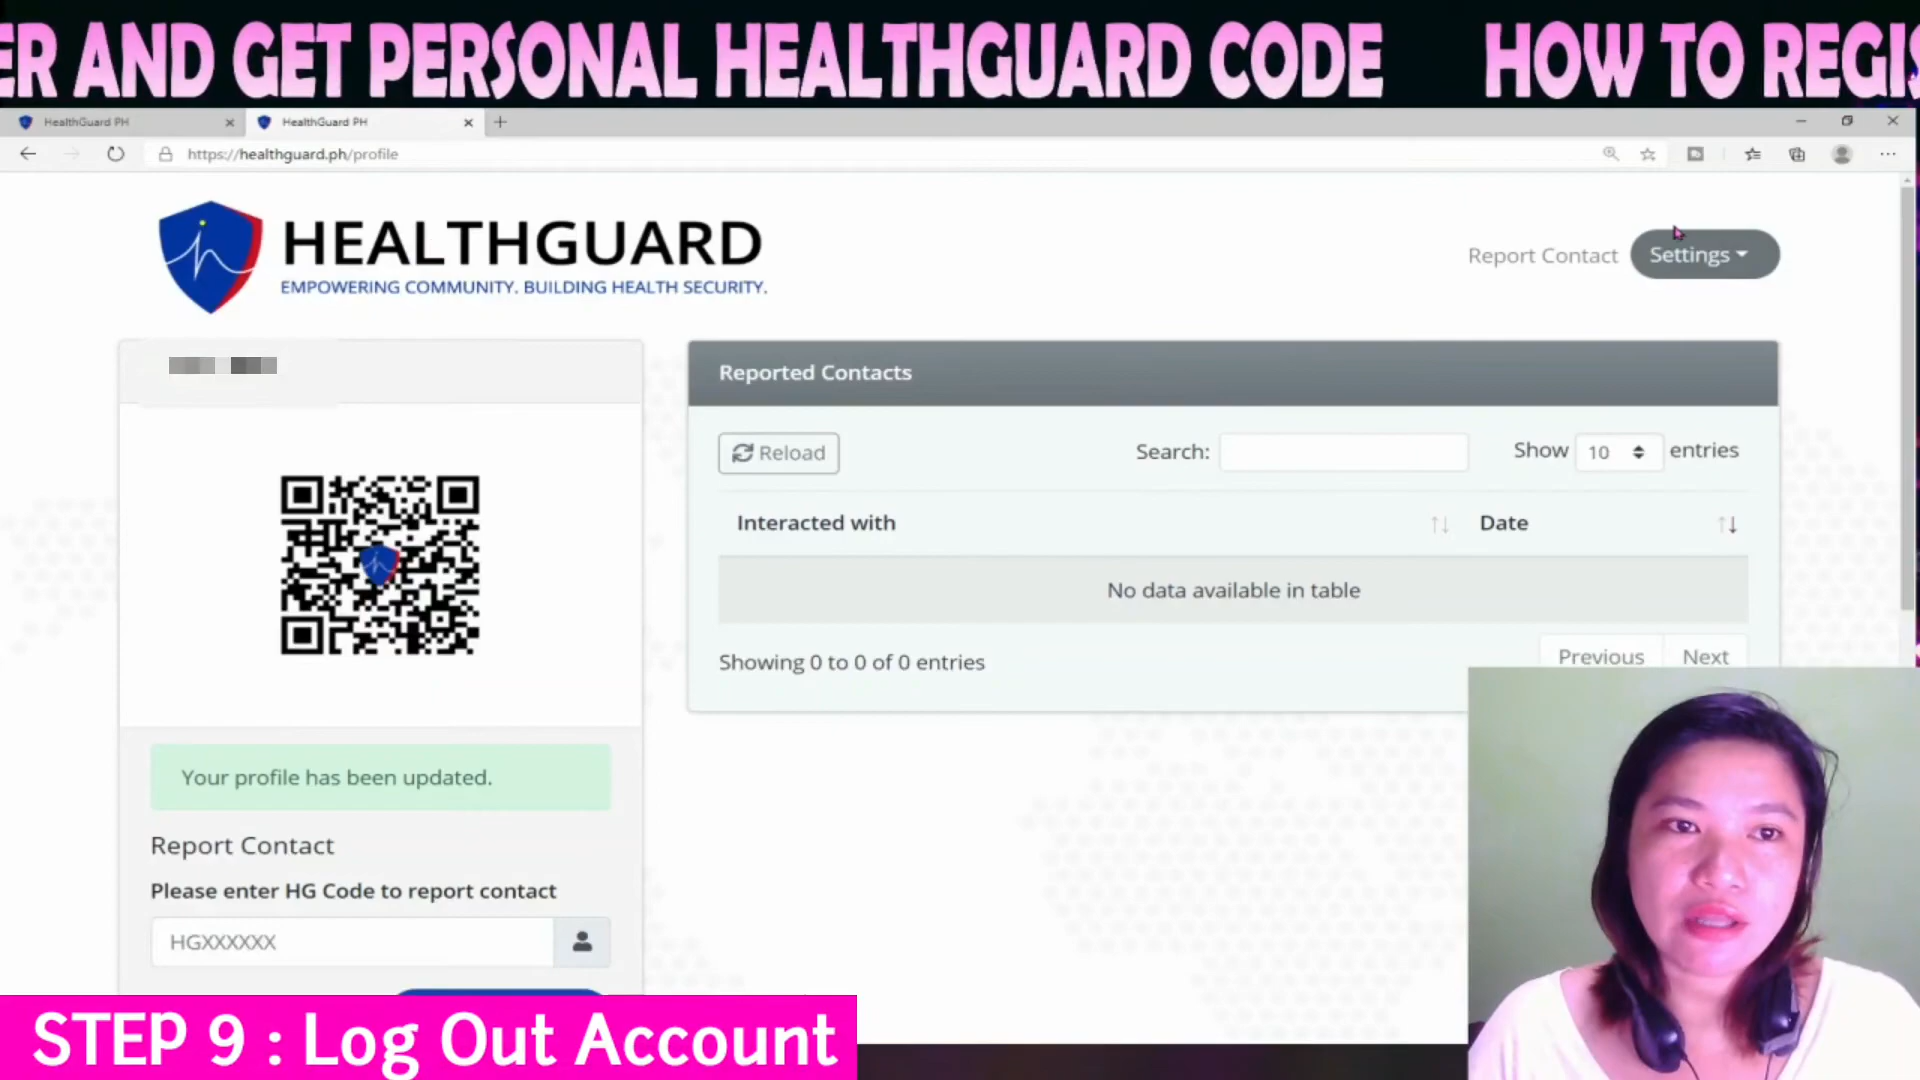 ER AND GET PERSONAL HEALTHGUARD CODE HOW TO REGIS
HealthGuard PH
HealthGuard PH
https://healthguard.ph/profile
HEALTHGUARD
EMPOWERING COMMUNITY. BUILDING HEALTH SECURITY.
Report Contact
Settings
Reported Contacts
Reload
Search:
Show 10 entries
Interacted with
Date
No data available in table
Showing 0 to 0 of 0 entries
Previous
Next
Your profile has been updated.
Report Contact
Please enter HG Code to report contact
HGXXXXXX
STEP 9 : Log Out Account